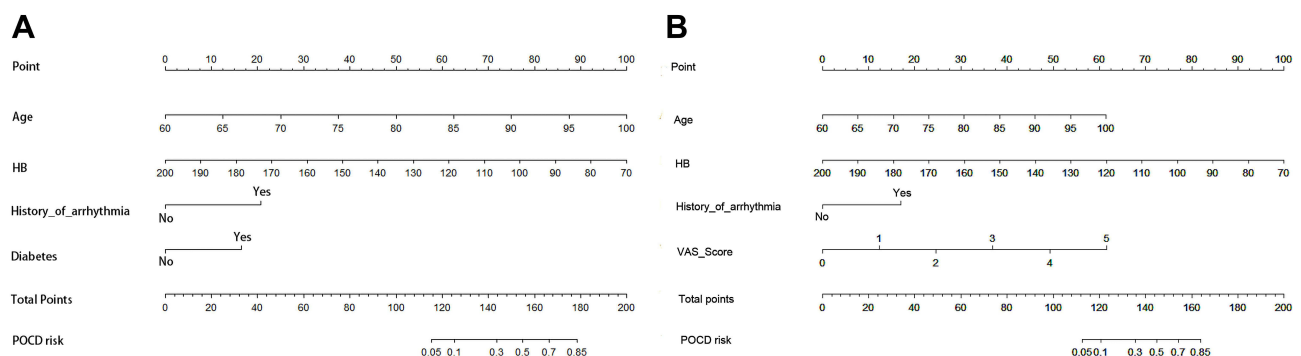 A
Point
0 10 20 30 40 50 60 70 80 90 100
Age
60 65 70 75 80 85 90 95 100
HB
200 190 180 170 160 150 140 130 120 110 100 90 80 70
Yes
History_of_arrhythmia
No
Yes
Diabetes
No
Total Points
0 20 40 60 80 100 120 140 160 180 200
POCD risk
0.05 0.1 0.3 0.5 0.7 0.85
B
Point
0 10 20 30 40 50 60 70 80 90 100
Age
60 65 70 75 80 85 90 95 100
HB
200 190 180 170 160 150 140 130 120 110 100 90 80 70
Yes
History_of_arrhythmia
No
1 3 5
VAS_Score
0 2 4
Total points
0 20 40 60 80 100 120 140 160 180 200
POCD risk
0.05 0.1 0.3 0.5 0.7 0.85